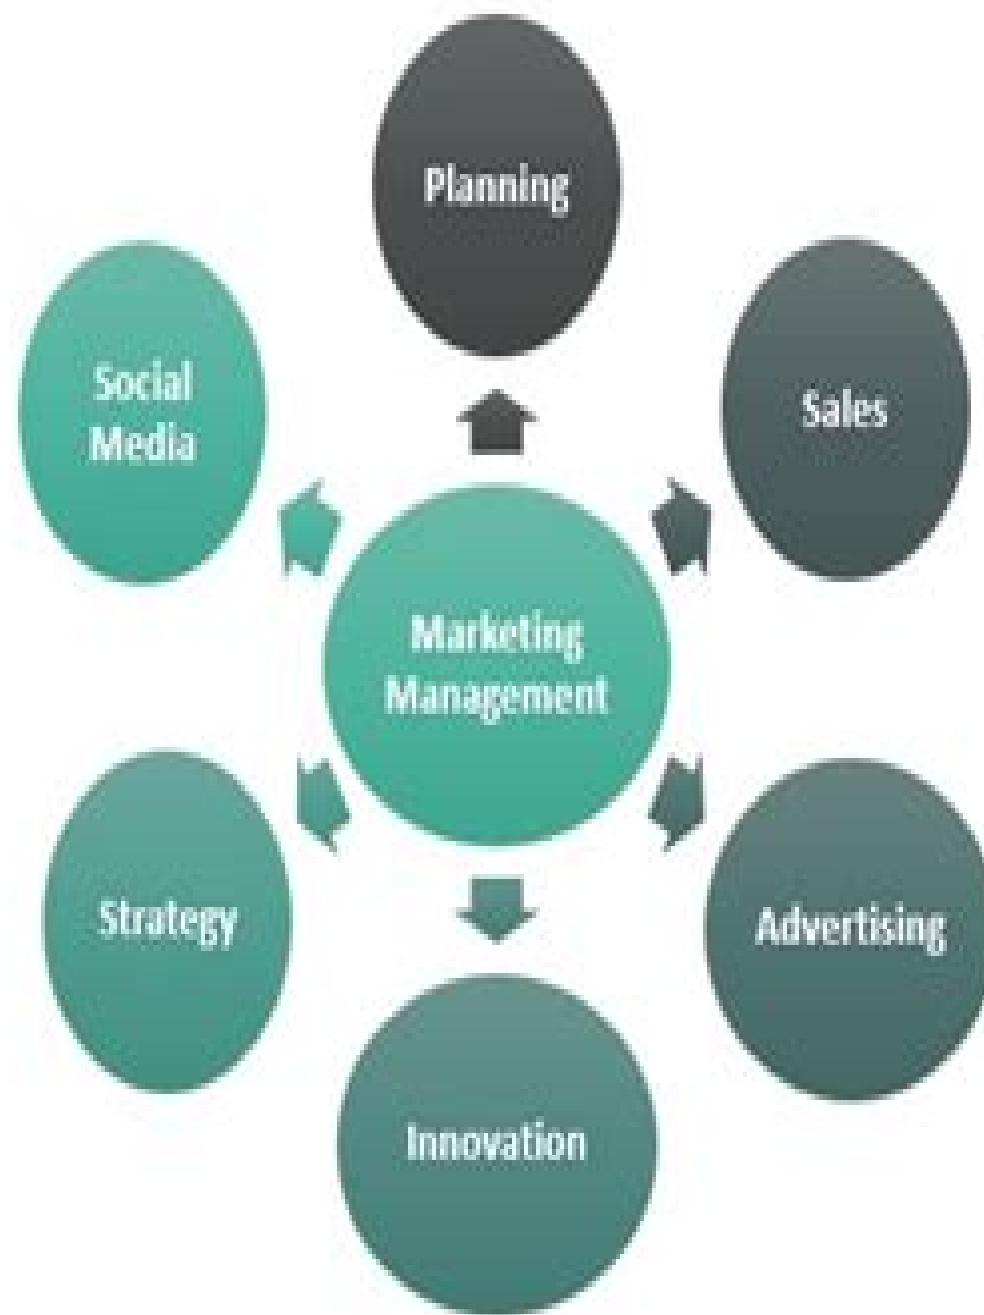 Planning
Social
Media
Sales
Marketing
Management
Strategy
Advertising
Innovation